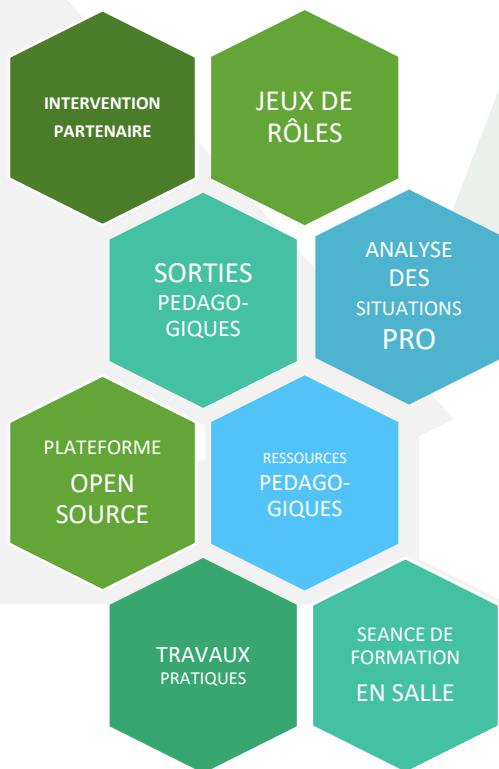 INTERVENTION
PARTENAIRE
JEUX DE
RÔLES
SORTIES
PEDAGO-
GIQUES
ANALYSE
DES
SITUATIONS
PRO
PLATEFORME
OPEN
SOURCE
RESSOURCES
PEDAGO-
GIQUES
TRAVAUX
PRATIQUES
SEANCE DE
FORMATION
EN SALLE